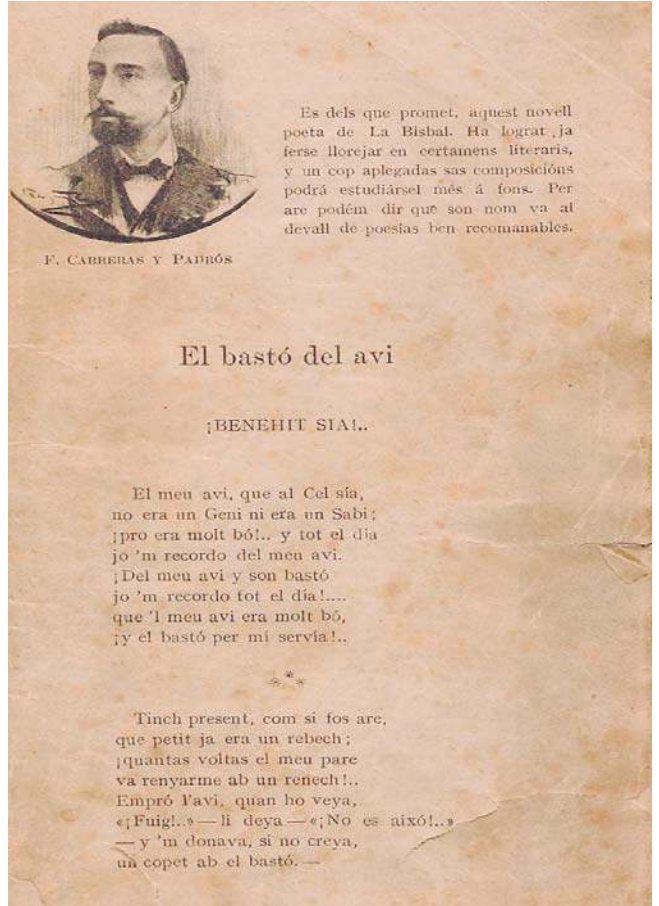 Es dels que promet, aquest novell
poeta de La Bisbal. Ha lograt ja
ferse llorejar en certamens literaris,
y un cop aplegadas sas composicións
podrá estudiársel més á fons. Per
are podém dir que son nom va al
devall de poesías ben recomanables.
F. CARRERAS Y PADRÓS
El bastó del avi
¡BENEHIT SIA!..
El meu avi, que al Cel sía,
no era un Geni ni era un Sabi;
¡pro era molt bó!.. y tot el día
jo 'm recordo del meu avi.
¡Del meu avi y son bastó
jo 'm recordo tot el día!....
que 'l meu avi era molt bó,
¡y el bastó per mí servía!..
***
Tinch present, com si fos are,
que petit ja era un rebech;
¡quantas voltas el meu pare
va renyarme ab un renech!..
Empró l'avi, quan ho veya,
«¡Fuig!..» — li deya — «¡No es aixó!..»
— y 'm donava, si no creya,
un copet ab el bastó. —